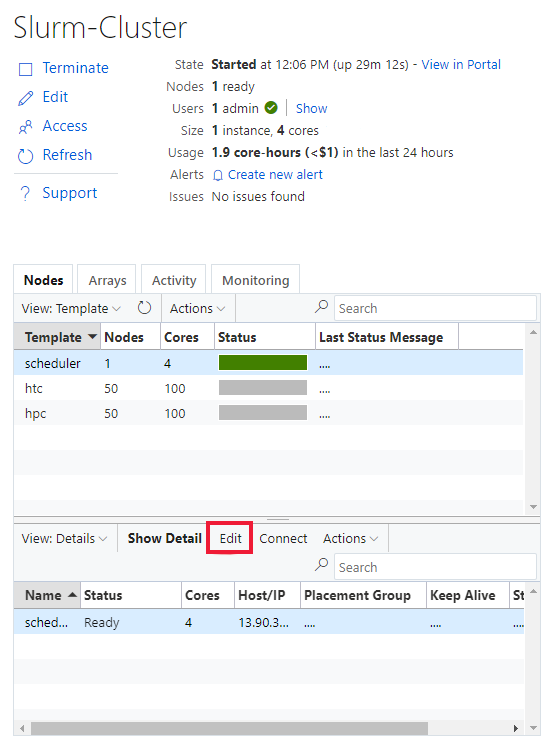 Slurm-Cluster
Terminate
Edit
Access
Refresh
Support
State Started at 12:06 PM (up 29m 12s) - View in Portal
Nodes 1 ready
Users 1 admin Show
Size 1 instance, 4 cores
Usage 1.9 core-hours (<$1) in the last 24 hours
Alerts Create new alert
Issues No issues found
Nodes Arrays Activity Monitoring
View: Template Actions Search
Template Nodes Cores Status Last Status Message
scheduler 1 4 ....
htc 50 100 ....
hpc 50 100 ....
View: Details Show Detail Edit Connect Actions
Search
Name Status Cores Host/IP Placement Group Keep Alive St
sched... Ready 4 13.90.3... .... .... ...